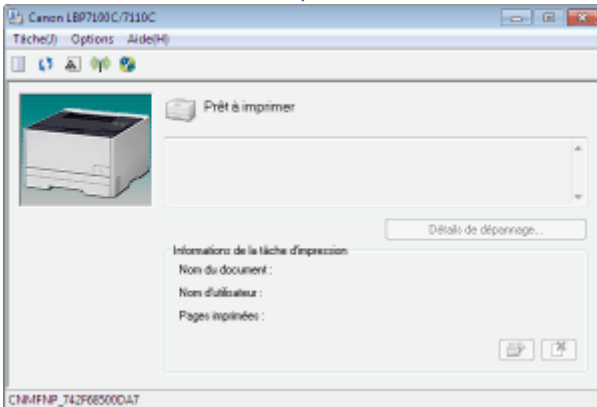 Canon LBP7100C/7110C
Tâche(J) Options Aide(H)
Prêt à imprimer
Détails de dépannage...
Informations de la tâche d'impression
Nom du document :
Nom d'utilisateur :
Pages imprimées :
CNMFNP_742F68500DA7